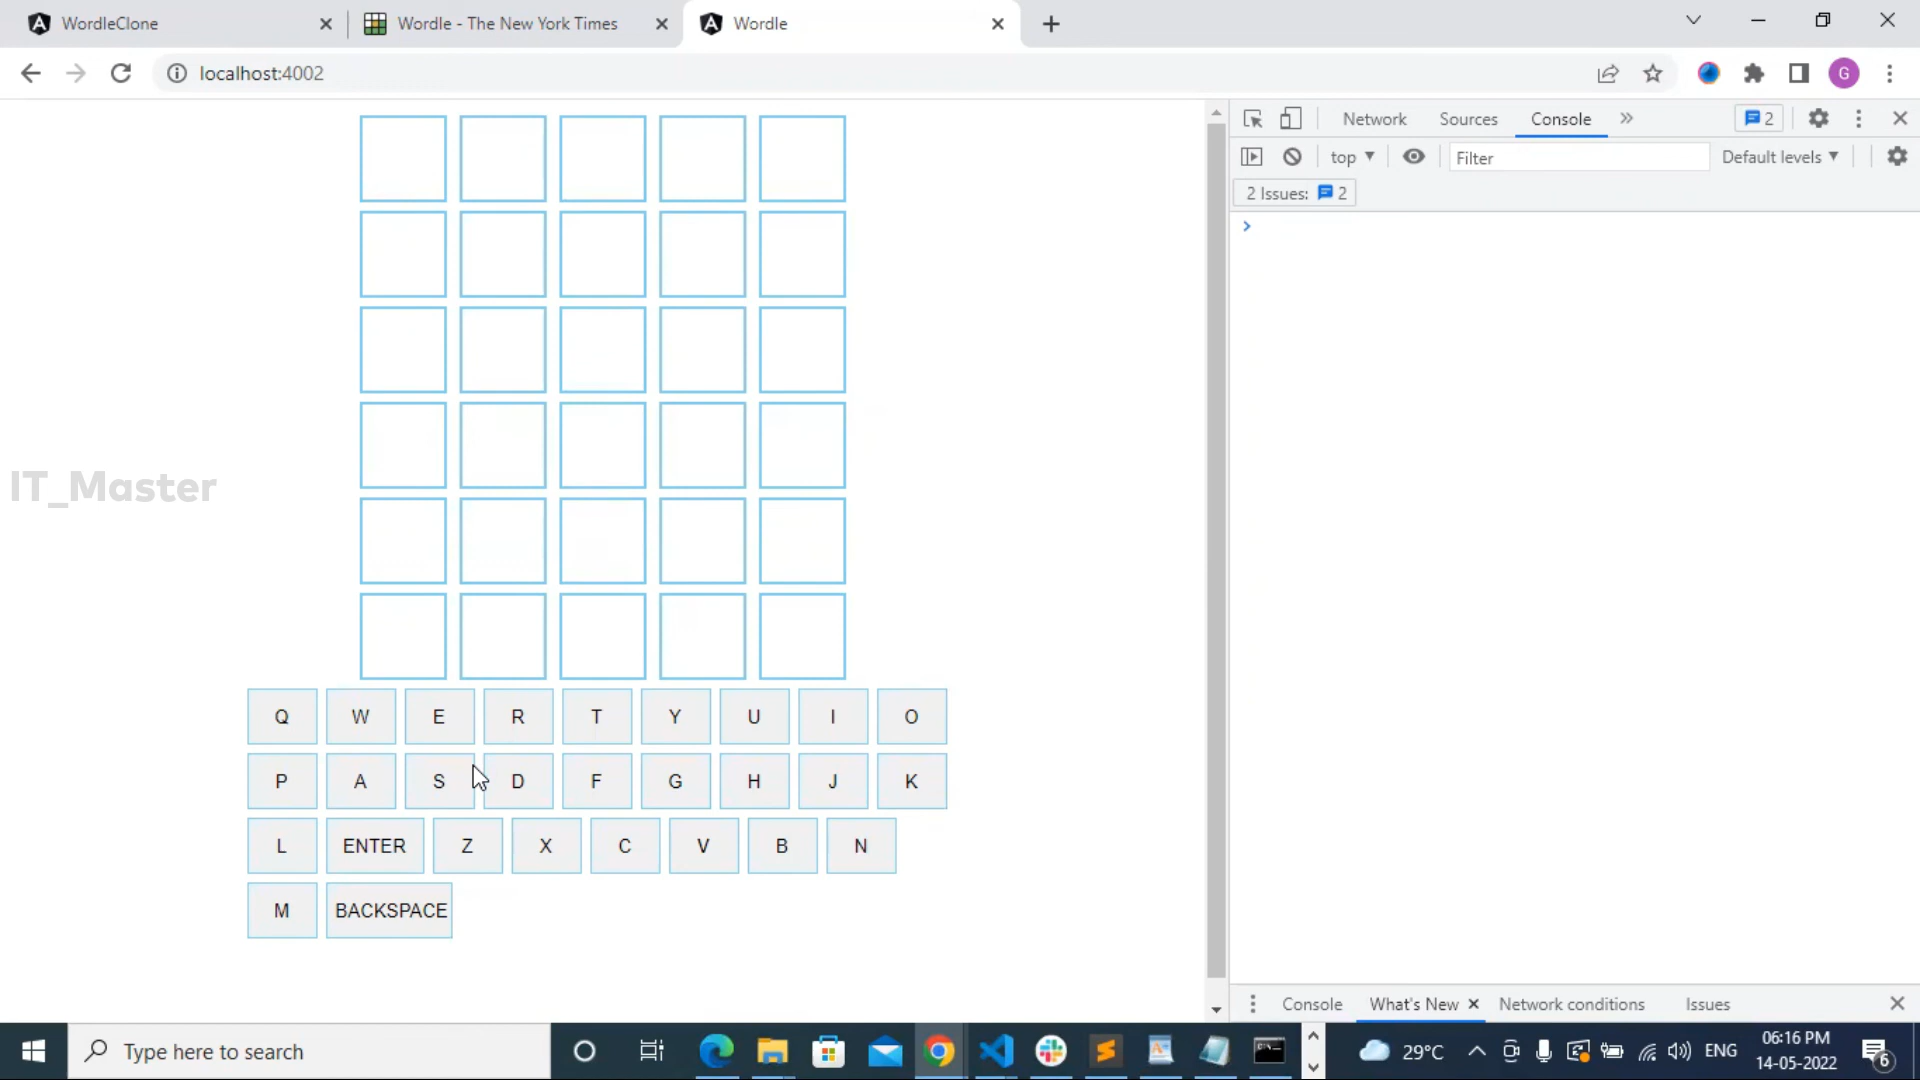 WordleClone
Wordle - The New York Times
Wordle
localhost:4002
G
Network
Sources
Console
2
top
Filter
Default levels
2 Issues: 2
IT_Master
Q W E R T Y U I O
P A S D F G H J K
L ENTER Z X C V B N
M BACKSPACE
Console
What's New
Network conditions
Issues
Type here to search
29°C
ENG
06:16 PM
14-05-2022
6